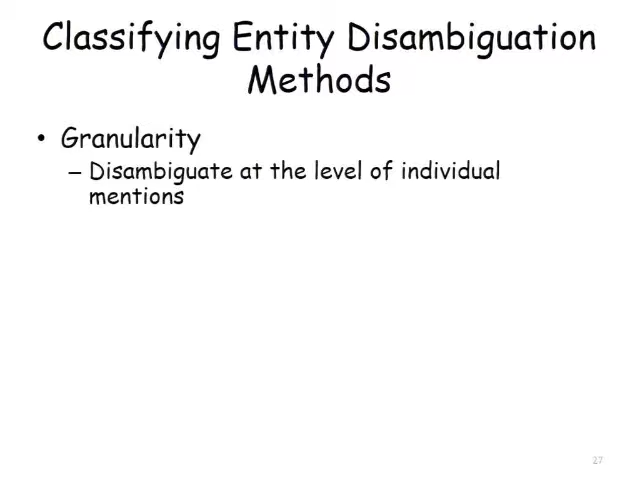 Classifying Entity Disambiguation
Methods
• Granularity
– Disambiguate at the level of individual
mentions
27